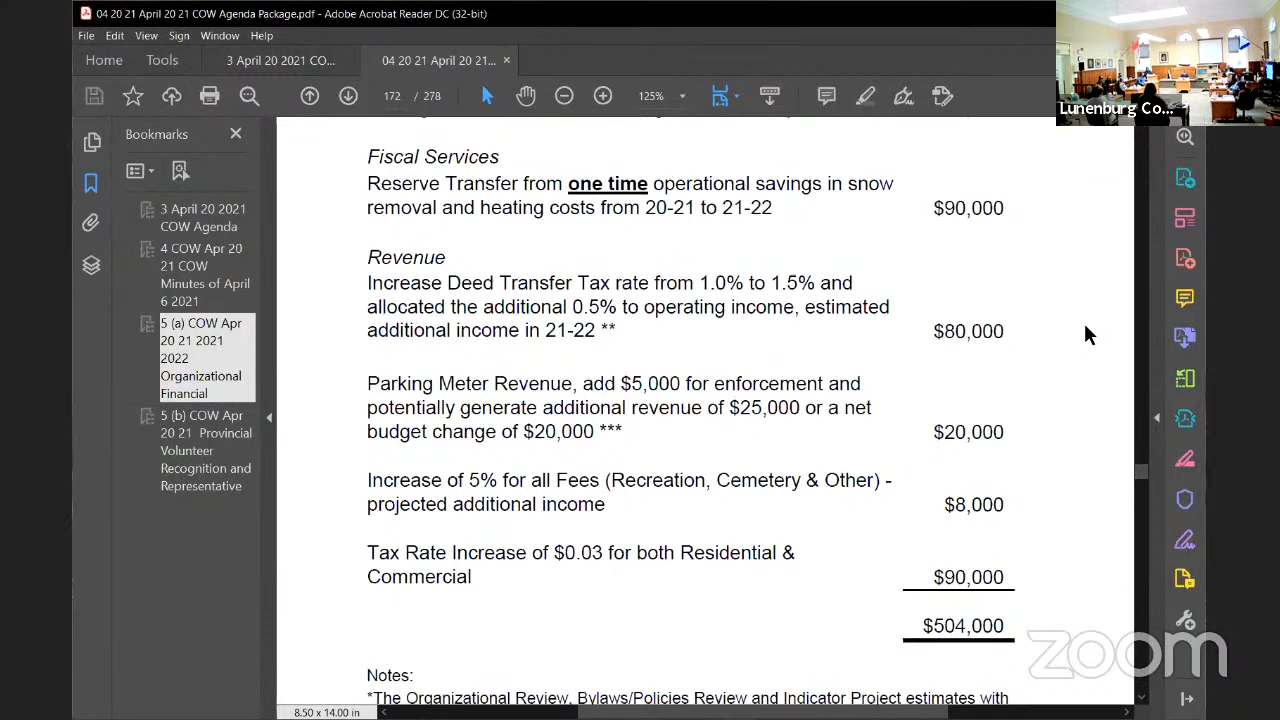 04 20 21 April 20 21 COW Agenda Package.pdf - Adobe Acrobat Reader DC (32-bit)
File Edit View Sign Window Help
Home Tools 3 April 20 2021 CO... 04 20 21 April 20 21... ×
172 / 278 125%
Lunenburg Co...
Bookmarks
3 April 20 2021
COW Agenda
4 COW Apr 20
21 COW
Minutes of April
6 2021
5 (a) COW Apr
20 21 2021
2022
Organizational
Financial
5 (b) COW Apr
20 21 Provincial
Volunteer
Recognition and
Representative
Fiscal Services
Reserve Transfer from one time operational savings in snow
removal and heating costs from 20-21 to 21-22 $90,000
Revenue
Increase Deed Transfer Tax rate from 1.0% to 1.5% and
allocated the additional 0.5% to operating income, estimated
additional income in 21-22 ** $80,000
Parking Meter Revenue, add $5,000 for enforcement and
potentially generate additional revenue of $25,000 or a net
budget change of $20,000 *** $20,000
Increase of 5% for all Fees (Recreation, Cemetery & Other) -
projected additional income $8,000
Tax Rate Increase of $0.03 for both Residential &
Commercial $90,000
$504,000
Notes:
*The Organizational Review, Bylaws/Policies Review and Indicator Project estimates with
8.50 x 14.00 in
zoom